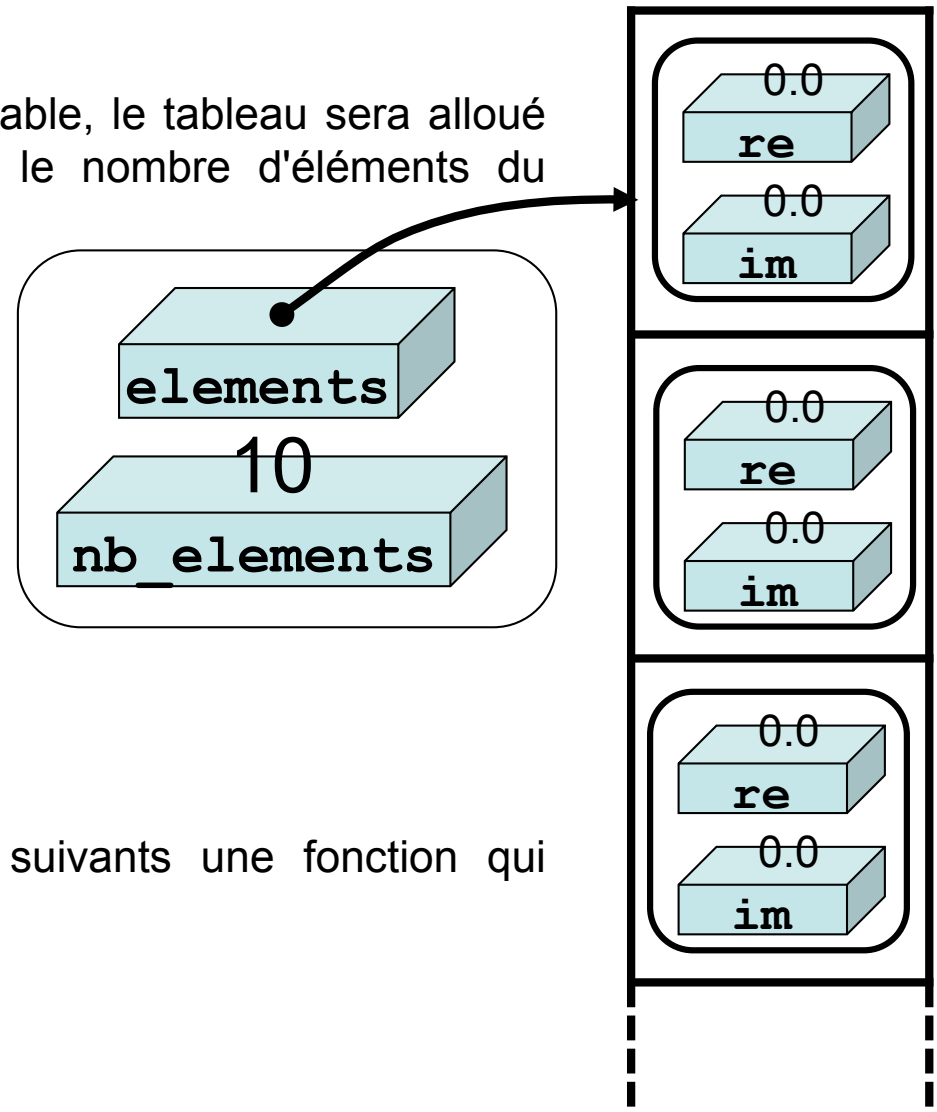 able, le tableau sera alloué
le nombre d'éléments du
elements
10
nb_elements
suivants une fonction qui
0.0
re
0.0
im
0.0
re
0.0
im
0.0
re
0.0
im